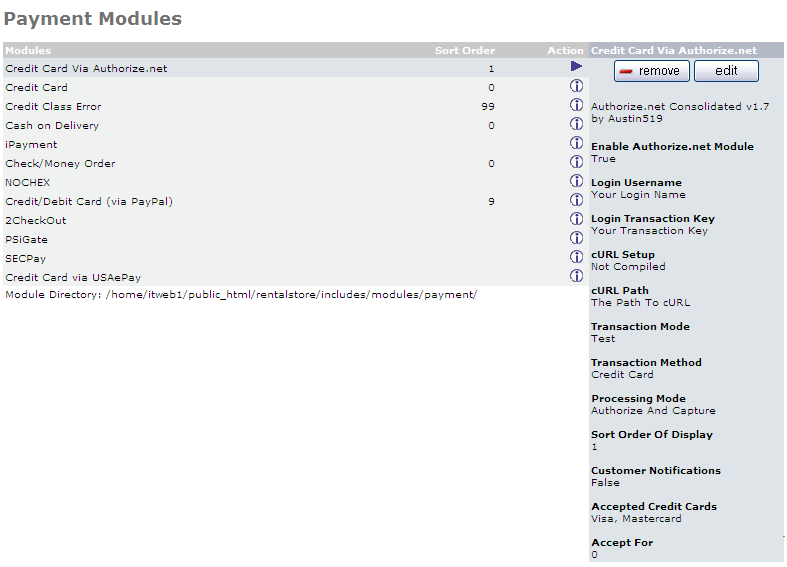 Payment Modules
Modules Sort Order Action
Credit Card Via Authorize.net 1
Credit Card 0
Credit Class Error 99
Cash on Delivery 0
iPayment
Check/Money Order 0
NOCHEX
Credit/Debit Card (via PayPal) 9
2CheckOut
PSiGate
SECPay
Credit Card via USAePay
Module Directory: /home/itweb1/public_html/rentalstore/includes/modules/payment/
Credit Card Via Authorize.net
remove edit
Authorize.net Consolidated v1.7
by Austin519
Enable Authorize.net Module
True
Login Username
Your Login Name
Login Transaction Key
Your Transaction Key
cURL Setup
Not Compiled
cURL Path
The Path To cURL
Transaction Mode
Test
Transaction Method
Credit Card
Processing Mode
Authorize And Capture
Sort Order Of Display
1
Customer Notifications
False
Accepted Credit Cards
Visa, Mastercard
Accept For
0